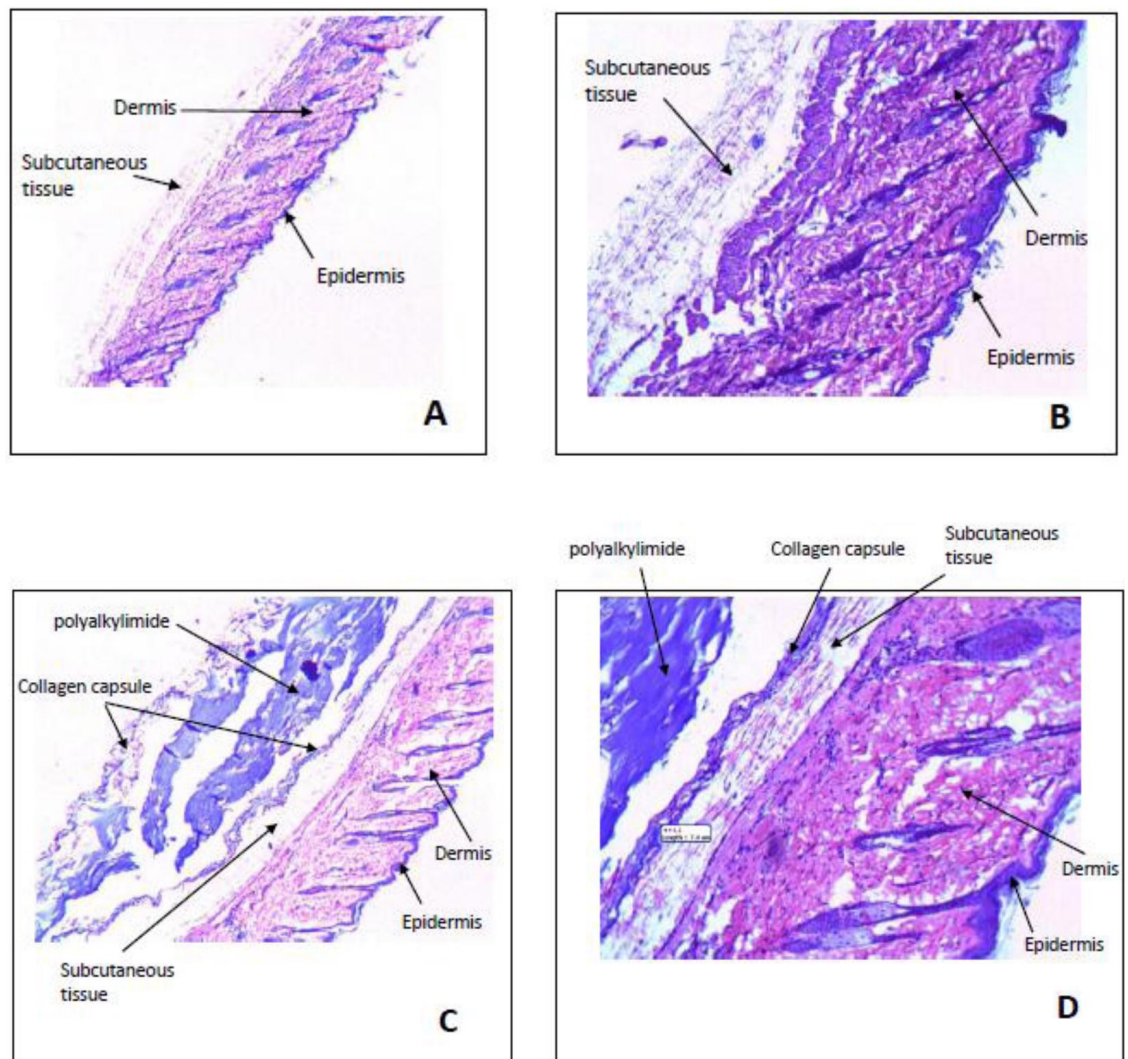 Dermis
Subcutaneous
tissue
Epidermis
A
Subcutaneous
tissue
Dermis
Epidermis
B
polyalkylimide
Collagen capsule
Dermis
Epidermis
Subcutaneous
tissue
C
polyalkylimide
Collagen capsule
Subcutaneous
tissue
Dermis
Epidermis
D